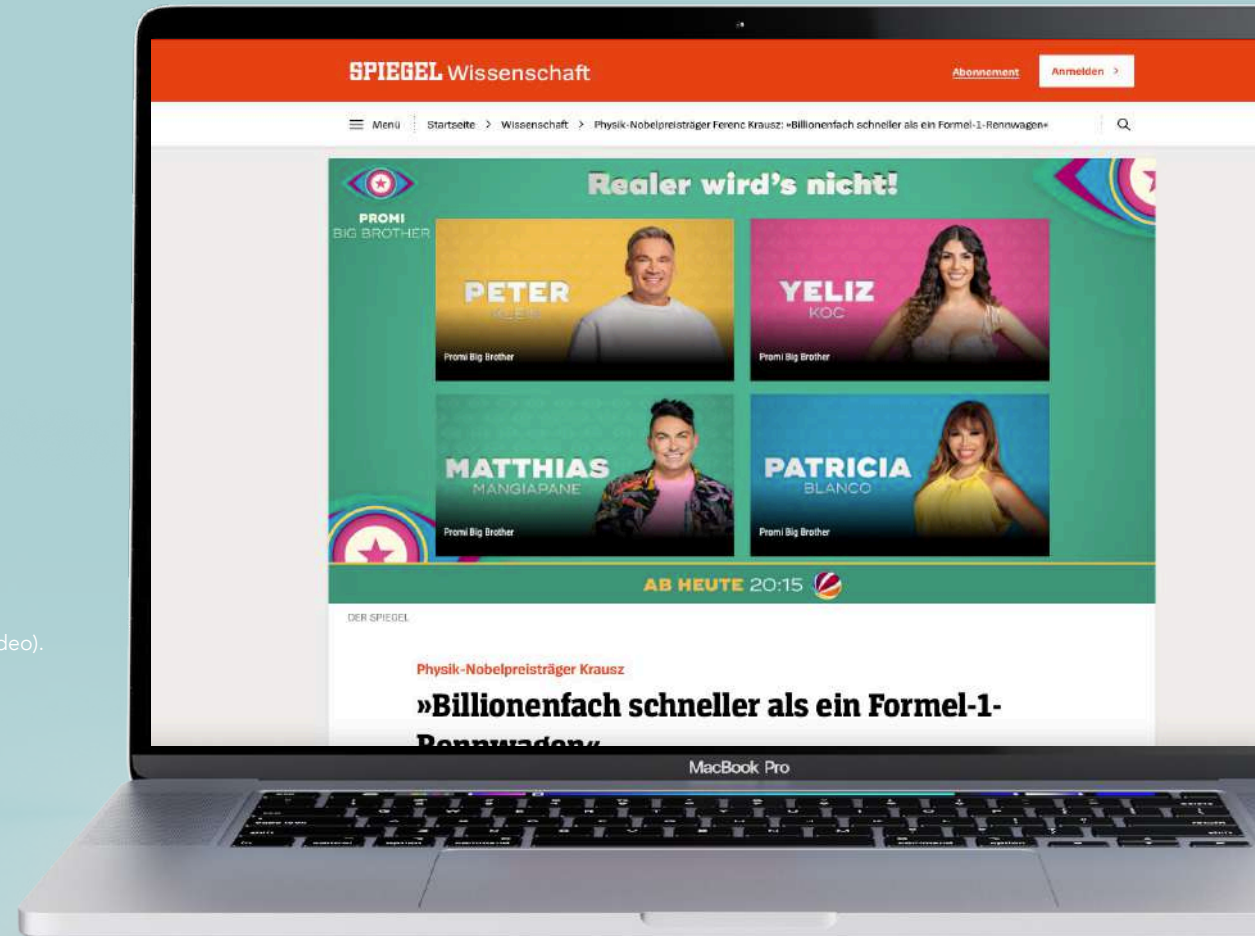 SPIEGEL Wissenschaft
Abonnement
Anmelden >
Menü
Startseite > Wissenschaft > Physik-Nobelpreisträger Ferenc Krausz: »Billionenfach schneller als ein Formel-1-Rennwagen«
PROMI
BIG BROTHER
Realer wird's nicht!
PETER
KLEIN
Promi Big Brother
YELIZ
KOC
Promi Big Brother
MATTHIAS
MANGIAPANE
Promi Big Brother
PATRICIA
BLANCO
Promi Big Brother
AB HEUTE 20:15
DER SPIEGEL
deo).
Physik-Nobelpreisträger Krausz
»Billionenfach schneller als ein Formel-1-
Rennwagen«
MacBook Pro